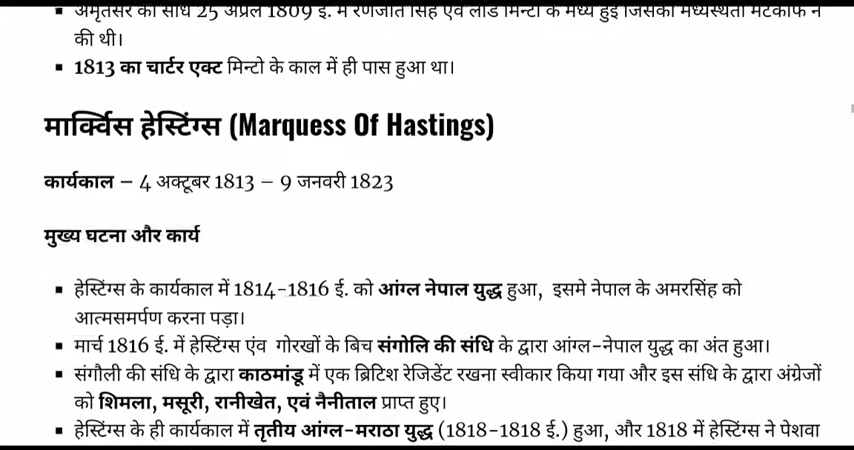 अमृतसर की संधि 25 अप्रैल 1809 ई. में रणजीत सिंह एवं लॉर्ड मिन्टो के मध्य हुई जिसकी मध्यस्थता मेटकॉफ ने
की थी।
▪ 1813 का चार्टर एक्ट मिन्टो के काल में ही पास हुआ था।
मार्क्विस हेस्टिंग्स (Marquess Of Hastings)
कार्यकाल – 4 अक्टूबर 1813 – 9 जनवरी 1823
मुख्य घटना और कार्य
▪ हेस्टिंग्स के कार्यकाल में 1814-1816 ई. को आंग्ल नेपाल युद्ध हुआ, इसमे नेपाल के अमरसिंह को
आत्मसमर्पण करना पड़ा।
▪ मार्च 1816 ई. में हेस्टिंग्स एंव गोरखों के बिच संगोलि की संधि के द्वारा आंग्ल-नेपाल युद्ध का अंत हुआ।
▪ संगौली की संधि के द्वारा काठमांडू में एक ब्रिटिश रेजिडेंट रखना स्वीकार किया गया और इस संधि के द्वारा अंग्रेजों
को शिमला, मसूरी, रानीखेत, एवं नैनीताल प्राप्त हुए।
▪ हेस्टिंग्स के ही कार्यकाल में तृतीय आंग्ल-मराठा युद्ध (1818-1818 ई.) हुआ, और 1818 में हेस्टिंग्स ने पेशवा